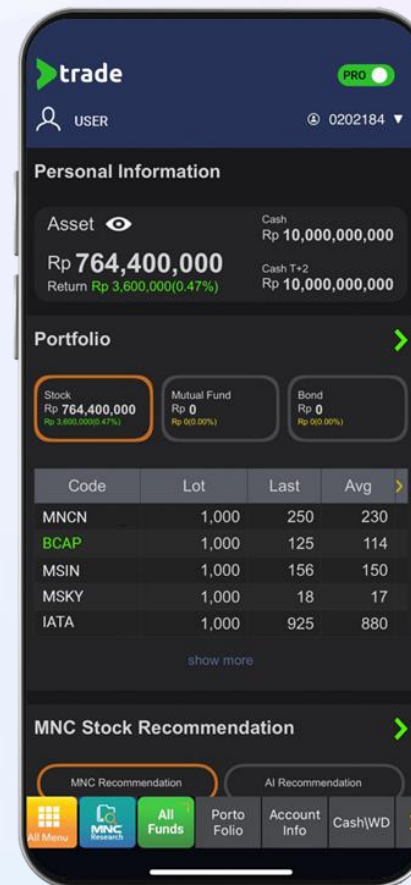 trade
PRO
USER
0202184
Personal Information
Asset
Cash
Rp 10,000,000,000
Rp 764,400,000
Return Rp 3,600,000(0.47%)
Cash T+2
Rp 10,000,000,000
Portfolio
Stock
Rp 764,400,000
Rp 3,600,000(0.47%)
Mutual Fund
Rp 0
Rp 0(0.00%)
Bond
Rp 0
Rp 0(0.00%)
Code Lot Last Avg
MNCN 1,000 250 230
BCAP 1,000 125 114
MSIN 1,000 156 150
MSKY 1,000 18 17
IATA 1,000 925 880
show more
MNC Stock Recommendation
MNC Recommendation
AI Recommendation
All Menu
MNC
Research
All
Funds
Porto
Folio
Account
Info
Cash\WD